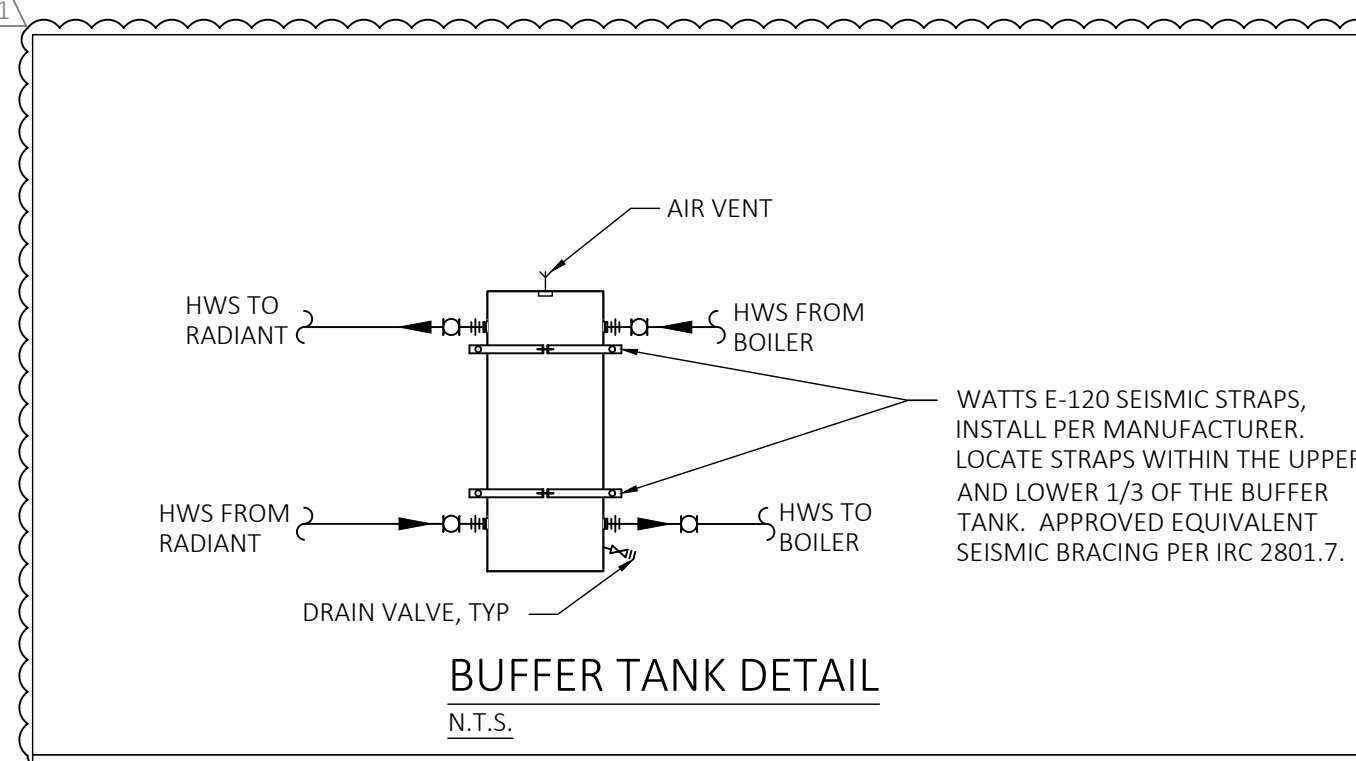 1
AIR VENT
HWS TO
RADIANT
HWS FROM
BOILER
WATTS E-120 SEISMIC STRAPS,
INSTALL PER MANUFACTURER.
LOCATE STRAPS WITHIN THE UPPER
AND LOWER 1/3 OF THE BUFFER
TANK. APPROVED EQUIVALENT
SEISMIC BRACING PER IRC 2801.7.
HWS FROM
RADIANT
HWS TO
BOILER
DRAIN VALVE, TYP
BUFFER TANK DETAIL
N.T.S.